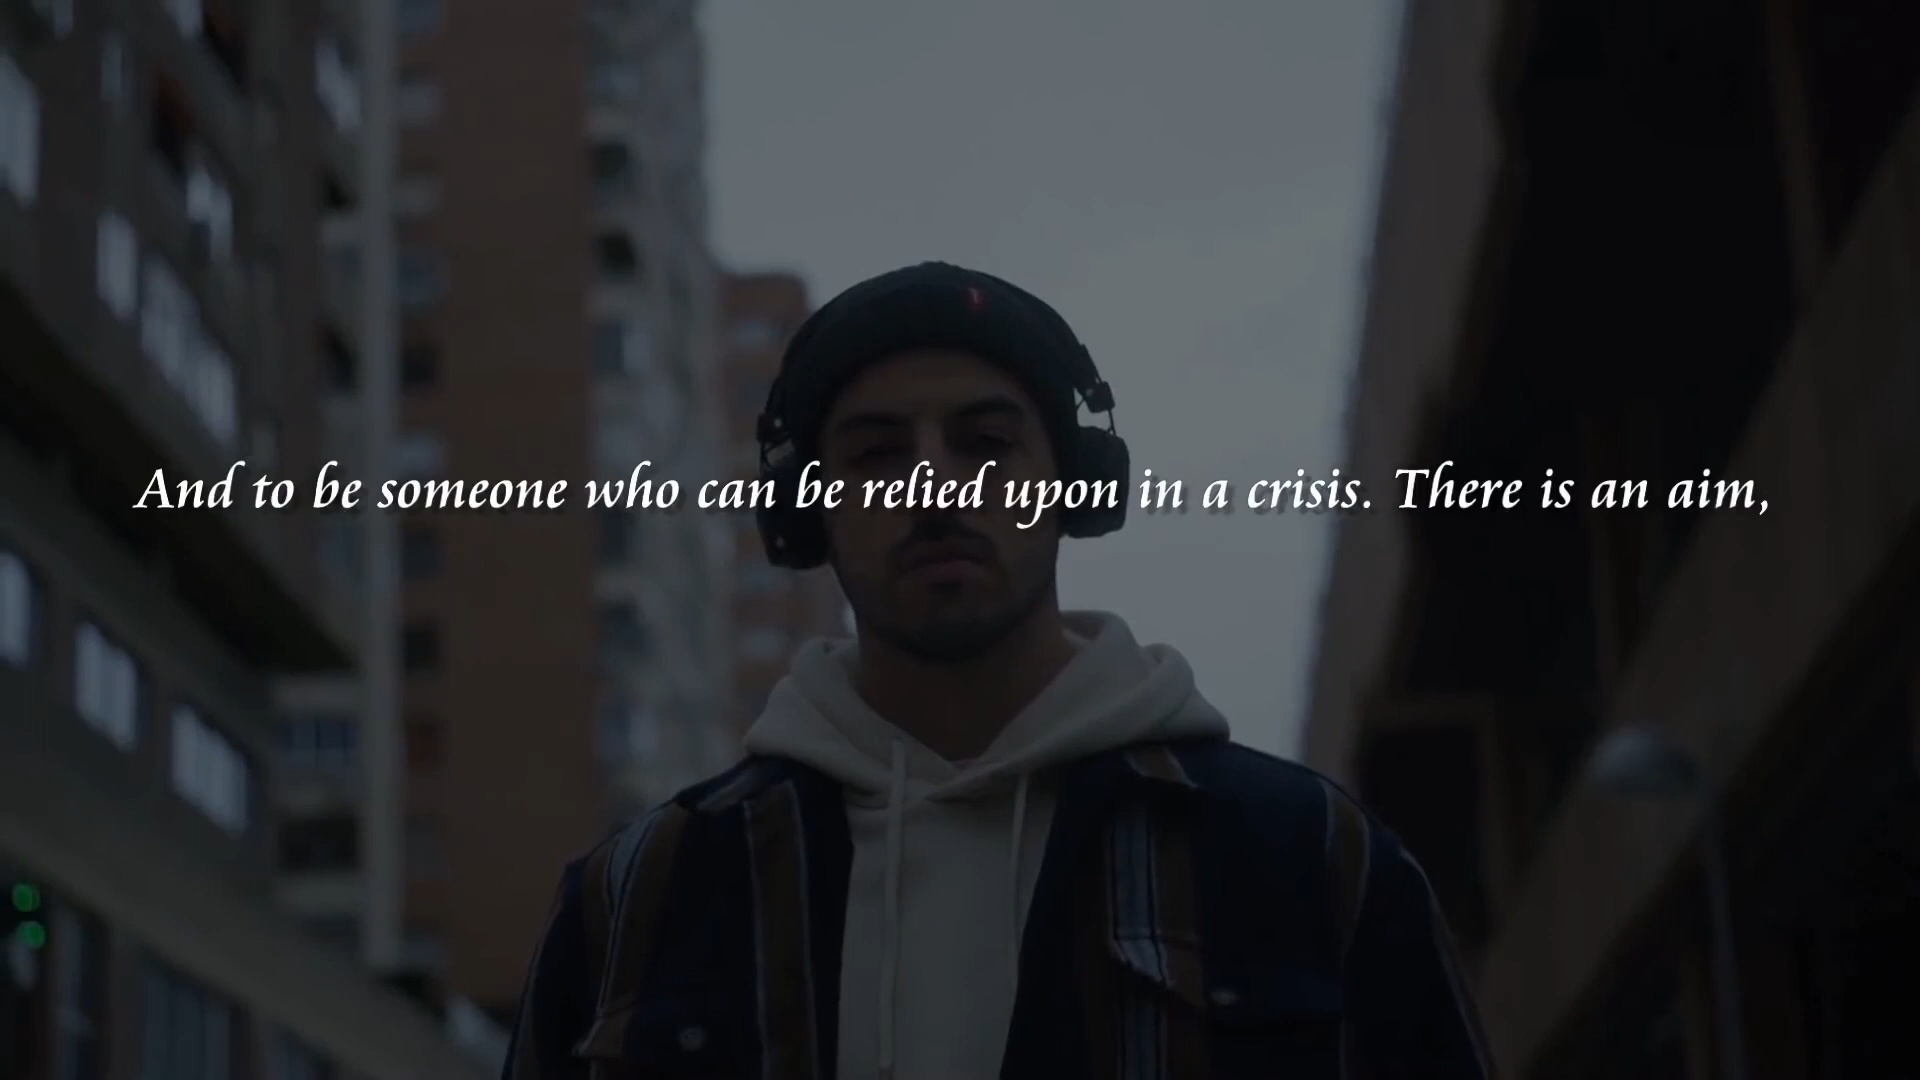 And to be someone who can be relied upon in a crisis. There is an aim,